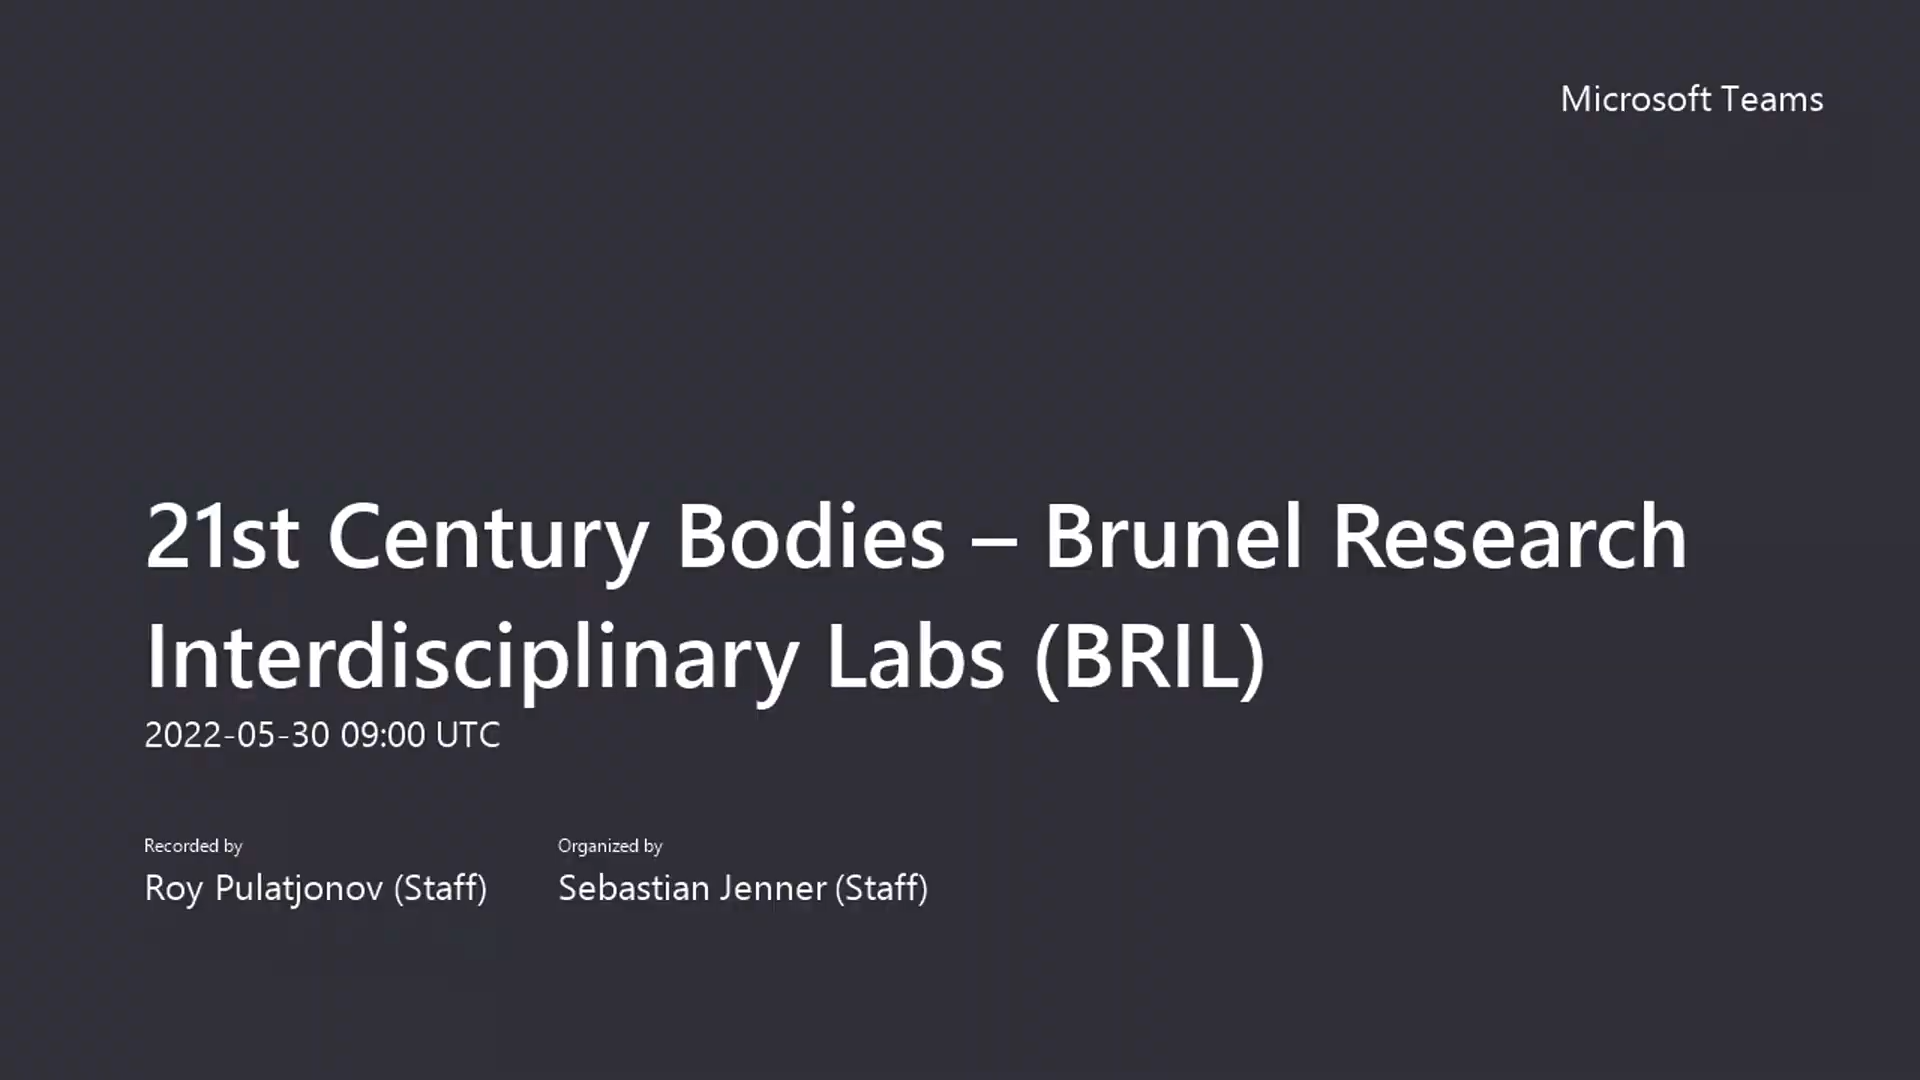 Microsoft Teams
21st Century Bodies – Brunel Research
Interdisciplinary Labs (BRIL)
2022-05-30 09:00 UTC
Recorded by
Roy Pulatjonov (Staff)
Organized by
Sebastian Jenner (Staff)